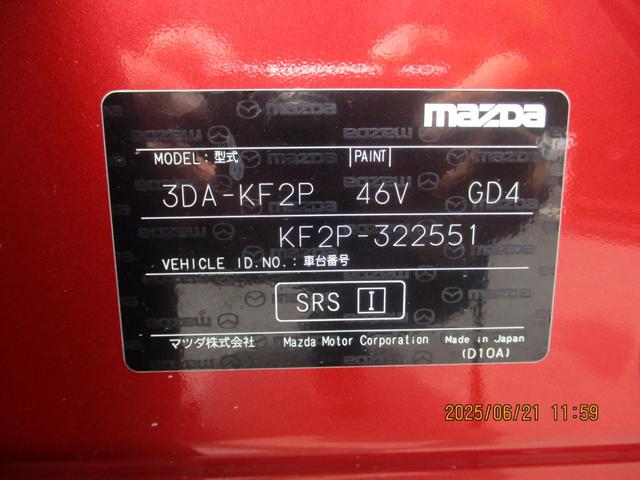 mazda
MODEL:型式 PAINT
3DA-KF2P 46V GD4
KF2P-322551
VEHICLE ID.NO.:車台番号
SRS I
マツダ株式会社 Mazda Motor Corporation Made in Japan
(D10A)
2025/06/21 11:59